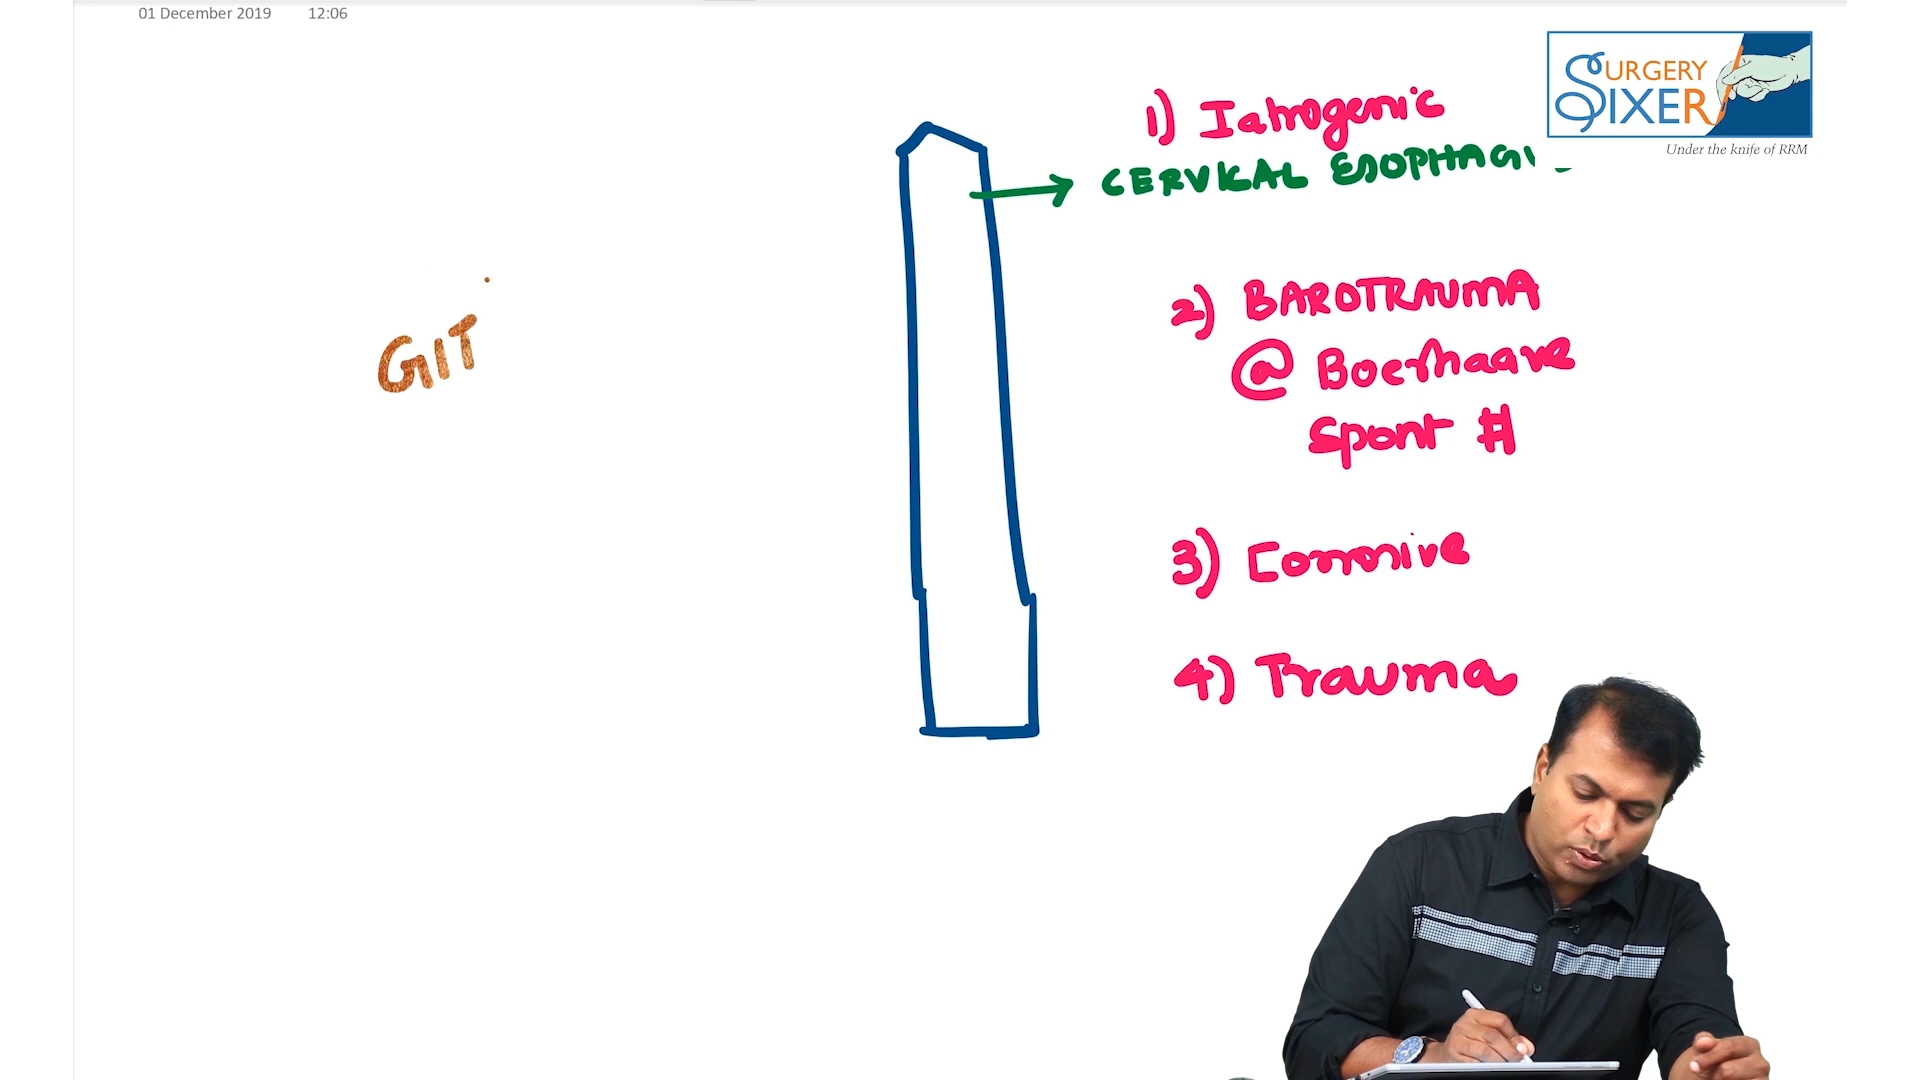 01 December 2019 12:06
SURGERY
SIXER
Under the knife of RRM
1) Iatrogenic
CERVICAL
2) BAROTRAUMA
@ Boerhaave
Spont #
GIT
3) Corrosive
4) Trauma